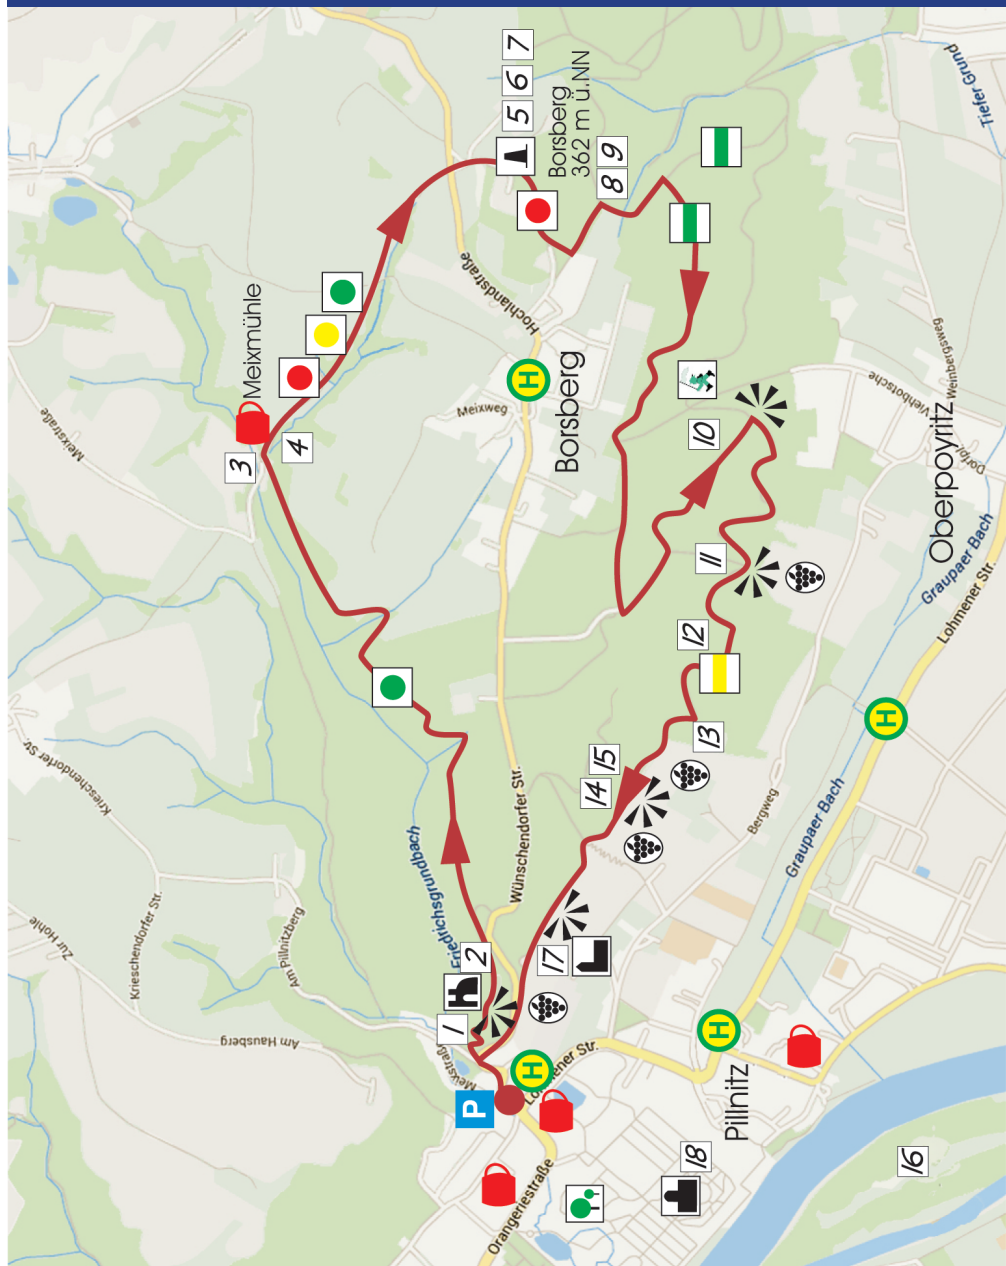 Meixstraße
Meixmühle
3
4
5 6 7
Borsberg
362 m ü.NN
8 9
Hochlandstraße
Tiefer Grund
H
Meixweg
Borsberg
10
Viehbotsche
Weinbergsweg
Dorfpl.
Oberpoyritz
Graupaer Bach
Lohmener Str.
11
12
13
14 15
H
Krieschendorfer Str.
Krieschendorfer Str.
Zur Hohle
Am Pillnitzberg
Am Hausberg
Friedrichsgrundbach
Wünschendorfer Str.
Bergweg
Graupaer Bach
2
1
17
Meixstraße
P
H
Lohmener Str.
H
Pillnitz
Orangeriestraße
18
16